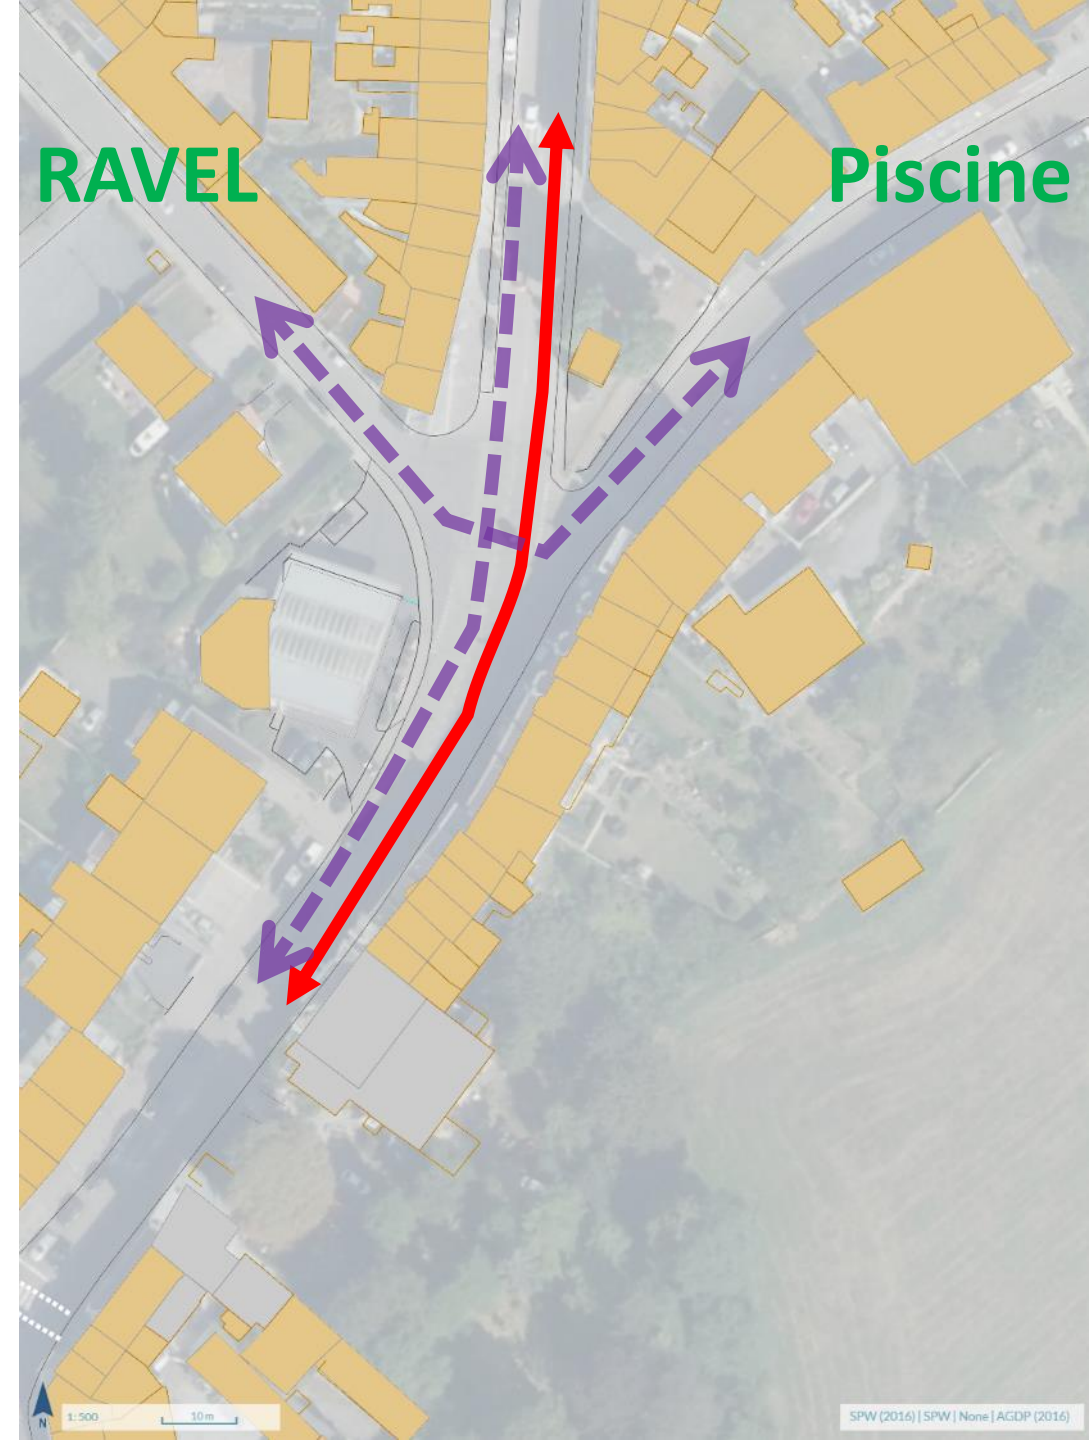 RAVEL
Piscine
N
1: 500
10 m
SPW (2016) | SPW | None | AGDP (2016)